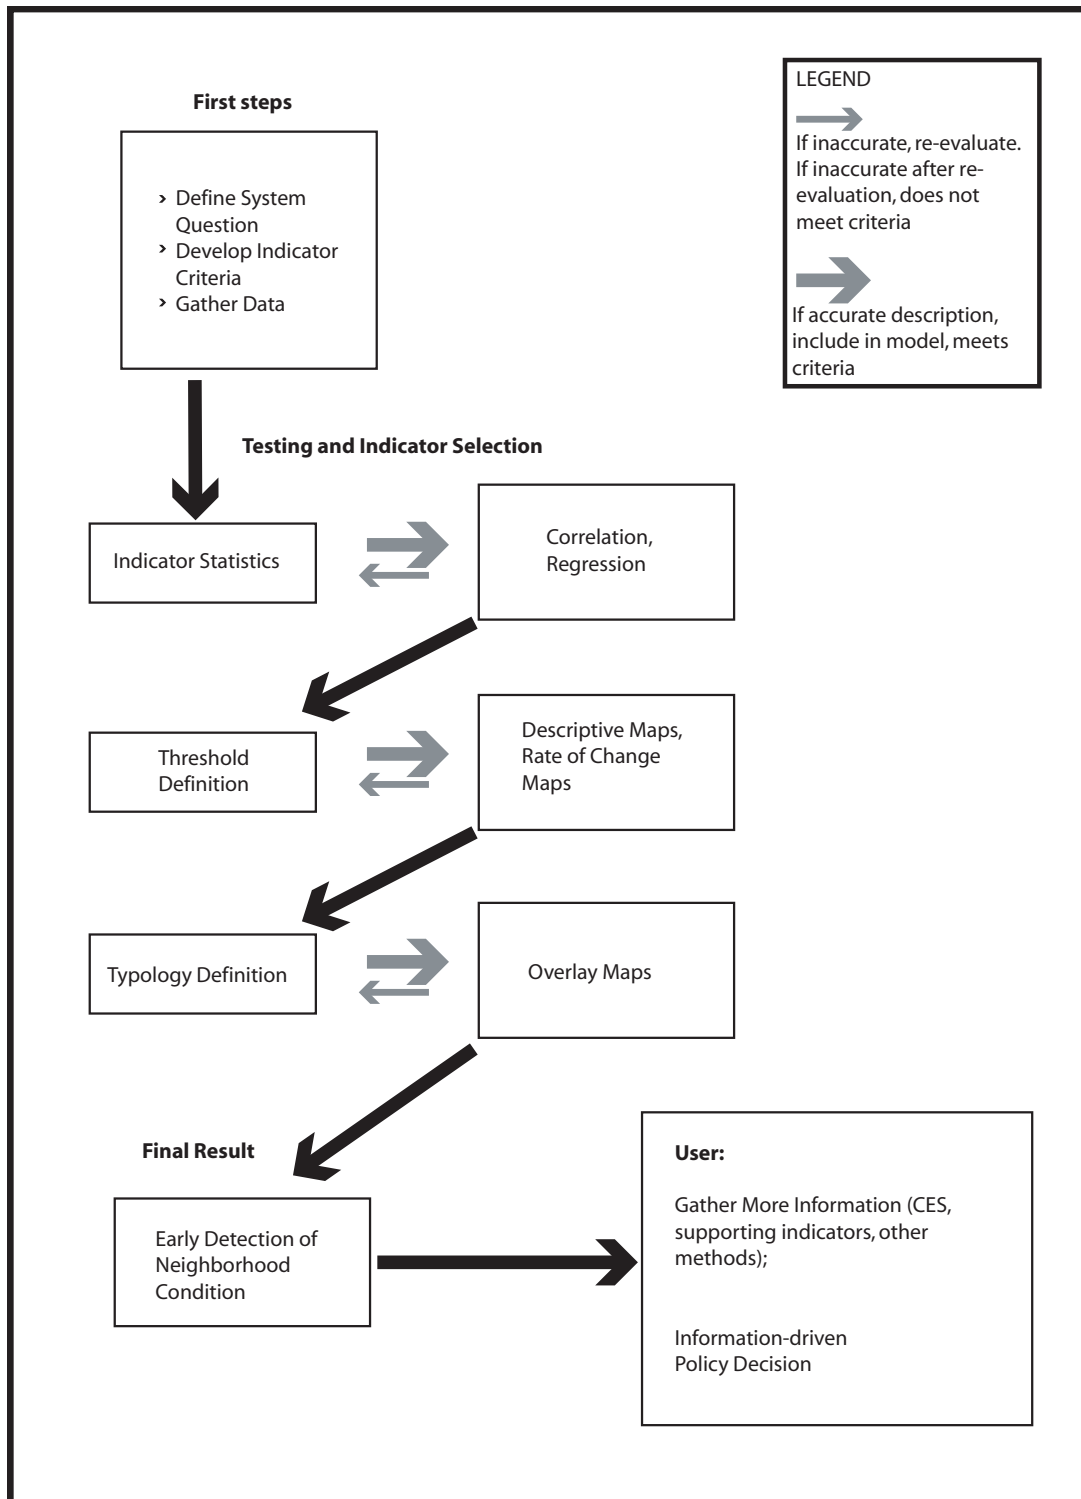 First steps
› Define System
Question
› Develop Indicator
Criteria
› Gather Data
LEGEND
If inaccurate, re-evaluate.
If inaccurate after re-
evaluation, does not
meet criteria
If accurate description,
include in model, meets
criteria
Testing and Indicator Selection
Indicator Statistics
Correlation,
Regression
Threshold
Definition
Descriptive Maps,
Rate of Change
Maps
Typology Definition
Overlay Maps
Final Result
Early Detection of
Neighborhood
Condition
User:
Gather More Information (CES,
supporting indicators, other
methods);
Information-driven
Policy Decision